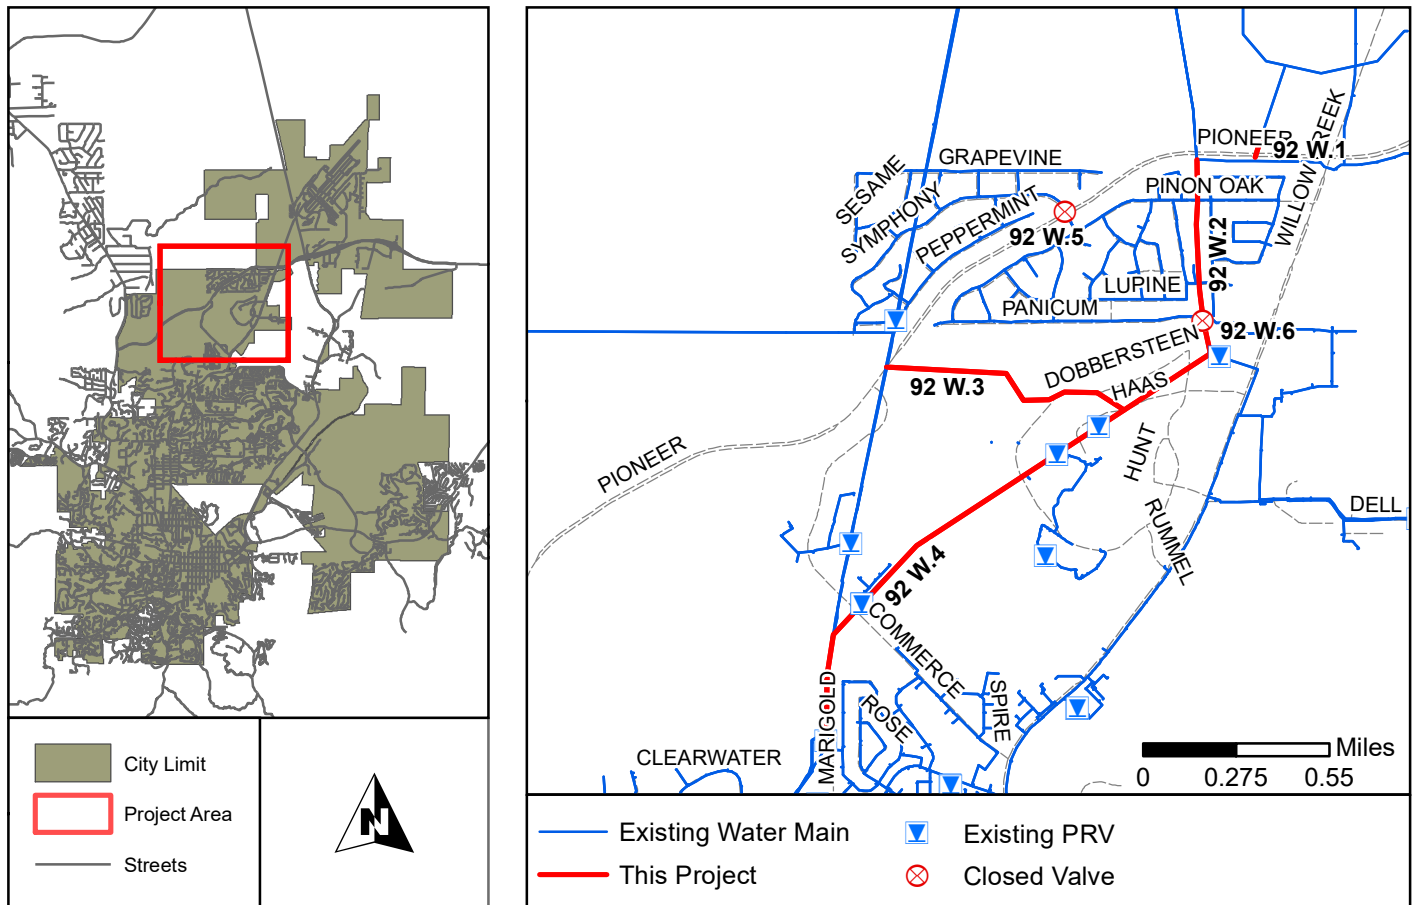 City Limit
Project Area
Streets
N
PIONEER
92 W.1
GRAPEVINE
SESAME
SYMPHONY
PEPPERMINT
92 W.5
PINON OAK
WILLOW CREEK
92 W.2
LUPINE
PANICUM
92 W.6
DOBBERSTEEN
HAAS
92 W.3
PIONEER
HUNT
RUMMEL
DELL
92 W.4
COMMERCE
SPIRE
MARIGOLD
ROSE
CLEARWATER
Miles
0 0.275 0.55
Existing Water Main
Existing PRV
This Project
Closed Valve